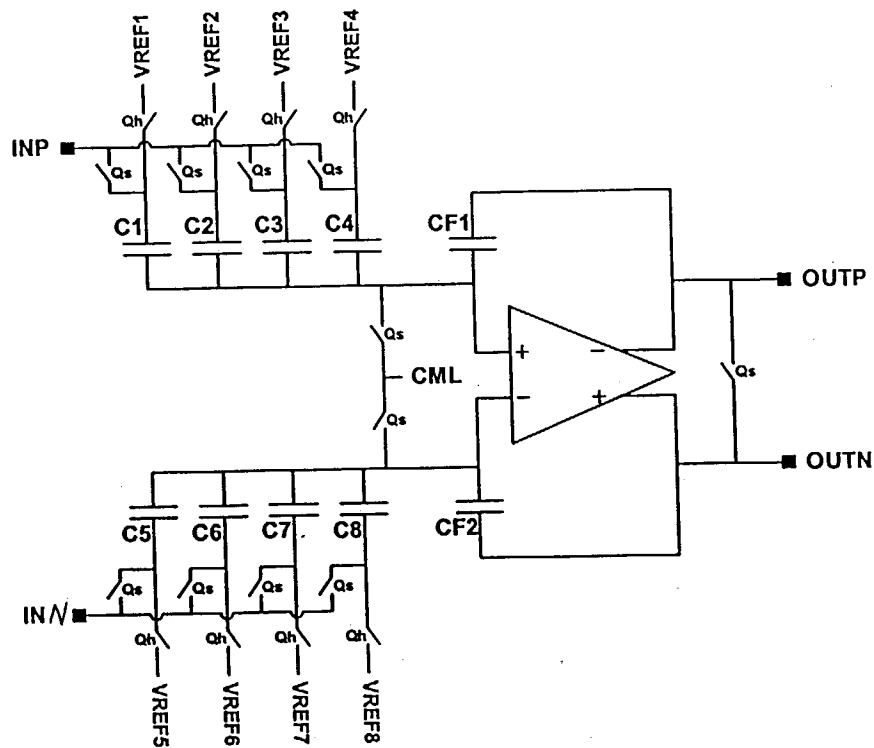 VREF1 VREF2 VREF3 VREF4
Qh Qh Qh Qh
INP
Qs Qs Qs Qs
C1 C2 C3 C4 CF1
OUTP
Qs
+ −
CML Qs
− +
Qs
OUTN
C5 C6 C7 C8 CF2
Qs Qs Qs Qs
INN
Qh Qh Qh Qh
VREF5 VREF6 VREF7 VREF8